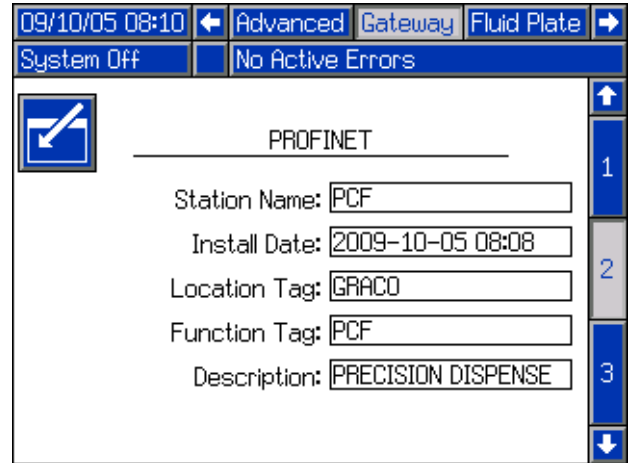 09/10/05 08:10 Advanced Gateway Fluid Plate
System Off No Active Errors
PROFINET
1
Station Name: PCF
Install Date: 2009-10-05 08:08
2
Location Tag: GRACO
Function Tag: PCF
Description: PRECISION DISPENSE
3